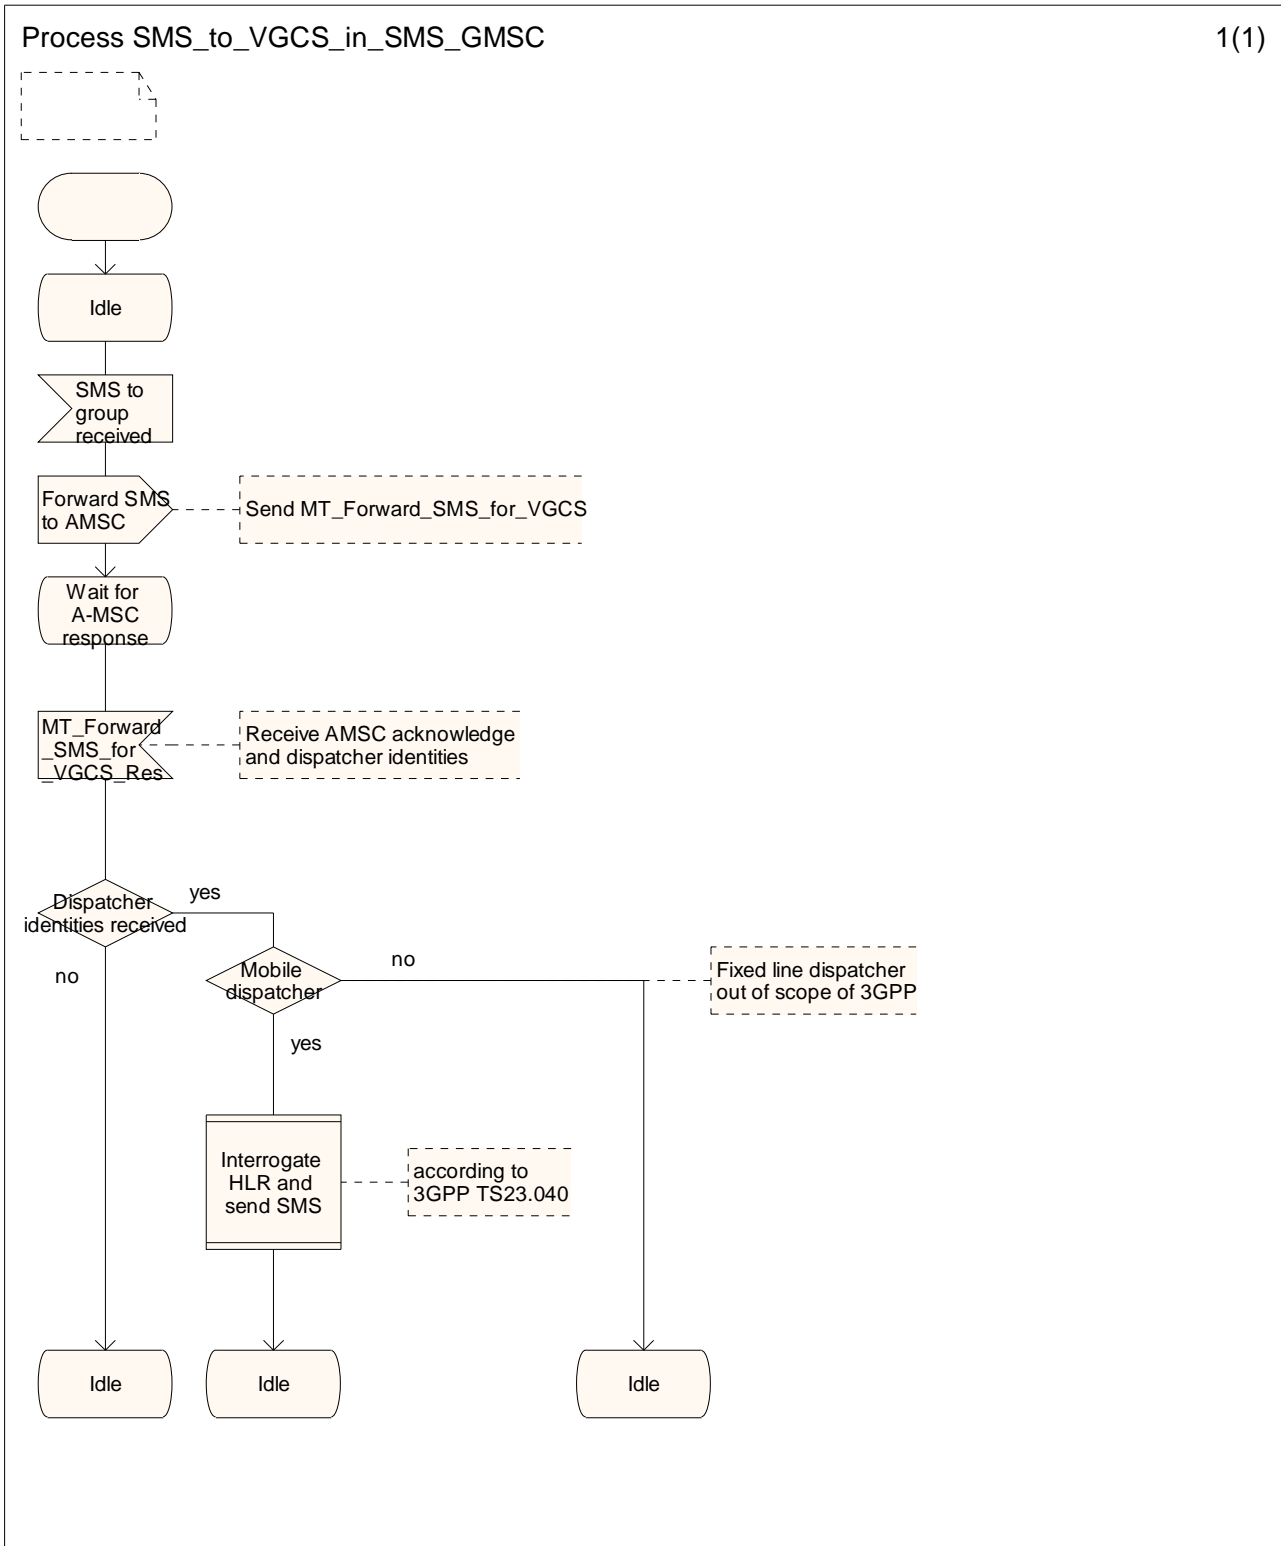 Process SMS_to_VGCS_in_SMS_GMSC
1(1)
Idle
SMS to
group
received
Forward SMS
to AMSC
Send MT_Forward_SMS_for_VGCS
Wait for
A-MSC
response
MT_Forward
_SMS_for
_VGCS_Res
Receive AMSC acknowledge
and dispatcher identities
Dispatcher
identities received
yes
no
Mobile
dispatcher
no
Fixed line dispatcher
out of scope of 3GPP
yes
Interrogate
HLR and
send SMS
according to
3GPP TS23.040
Idle
Idle
Idle